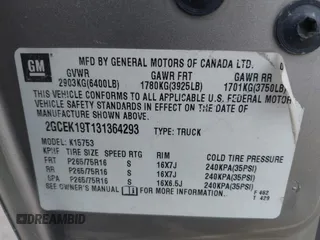 GM
MFD BY GENERAL MOTORS OF CANADA LTD.
GVWR GAWR FRT GAWR RR
2903KG(6400LB) 1780KG(3925LB) 1701KG(3750LB)
THIS VEHICLE CONFORMS TO ALL APPLICABLE U.S. FEDERAL MOTOR
VEHICLE SAFETY AND THEFT PREVENTION STANDARDS IN EFFECT
ON THE DATE OF MANUFACTURE SHOWN ABOVE.
2GCEK19T131364293 TYPE: TRUCK
MODEL: K15753
TIRE SIZE SPEED RTG RIM COLD TIRE PRESSURE
FRT P265/75R16 S 16X7J 240KPA(35PSI)
RR P265/75R16 S 16X7J 240KPA(35PSI)
SPA P265/75R16 S 16X6.5J 240KPA(35PSI)
SEE OWNER'S MANUAL FOR ADDITIONAL INFORMATION